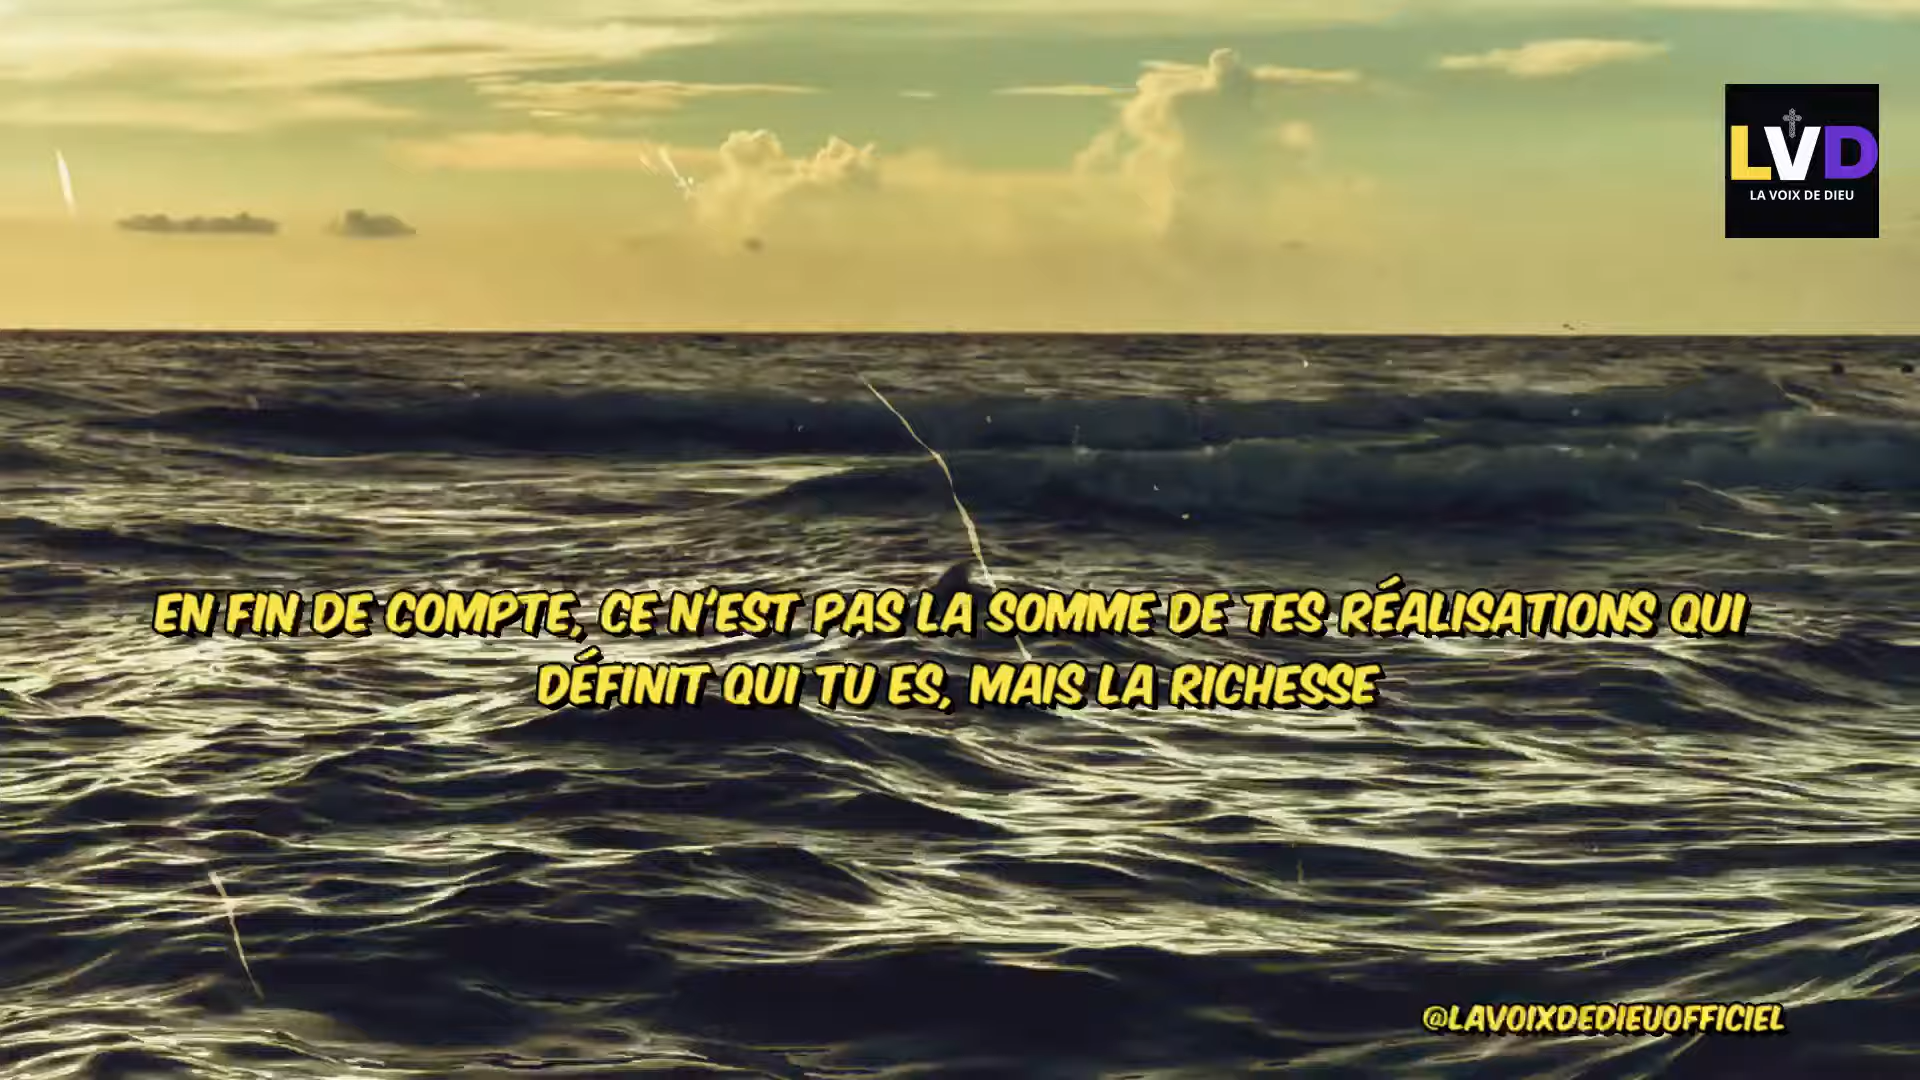 LVD
LA VOIX DE DIEU
EN FIN DE COMPTE, CE N'EST PAS LA SOMME DE TES RÉALISATIONS QUI
DÉFINIT QUI TU ES, MAIS LA RICHESSE
@LAVOIXDEDIEUOFFICIEL